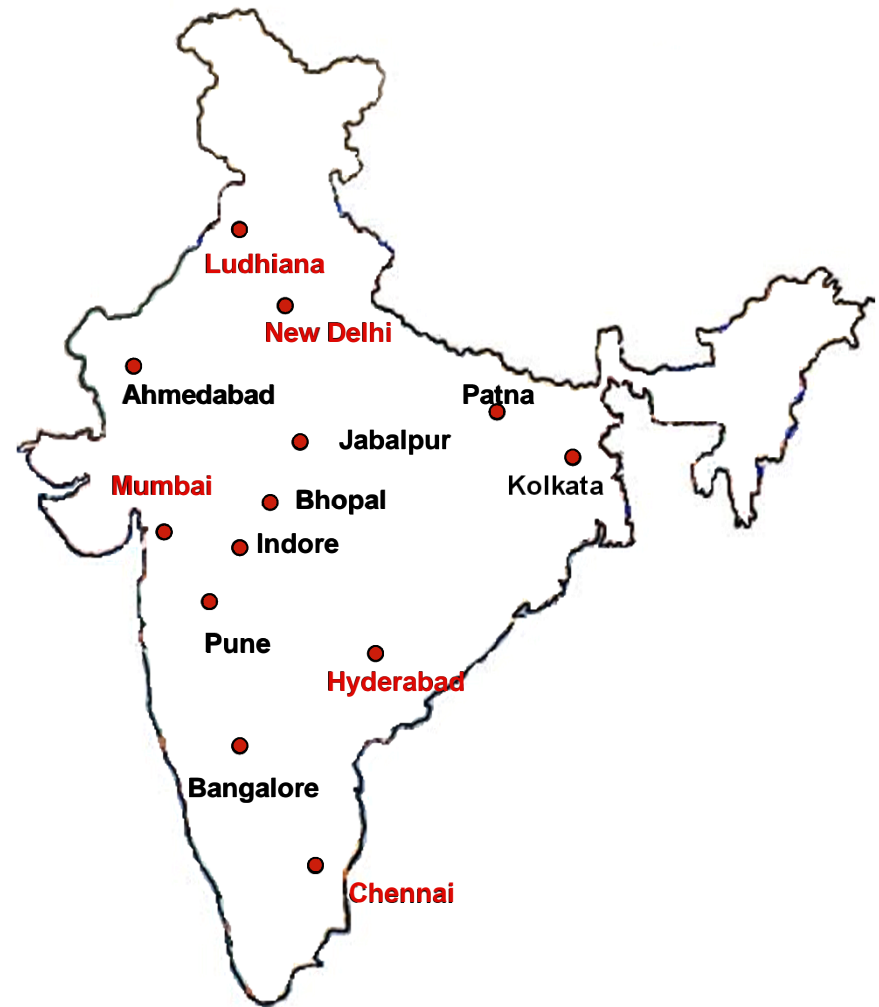 Ludhiana
New Delhi
Ahmedabad
Patna
Jabalpur
Mumbai
Kolkata
Bhopal
Indore
Pune
Hyderabad
Bangalore
Chennai